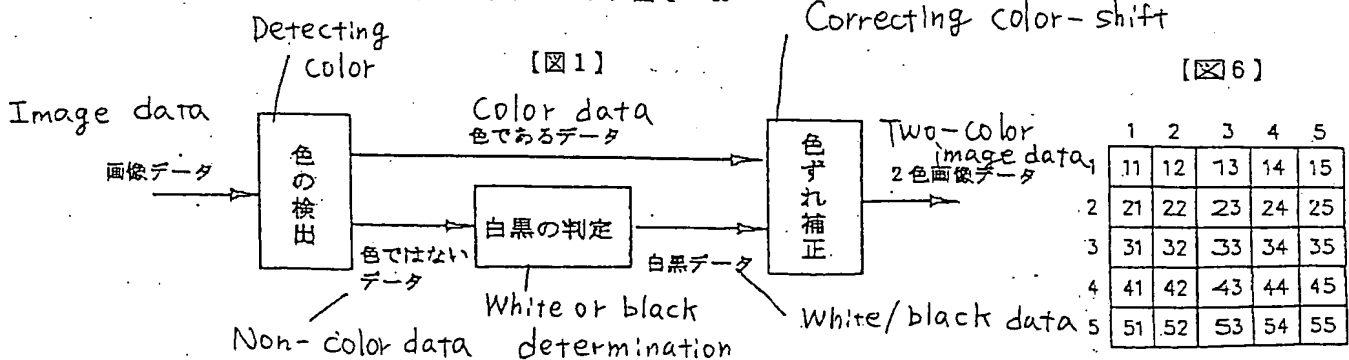 Correcting color-shift
Detecting
color
【図1】
【図6】
Image data
画像データ
色の検出
Color data
色であるデータ
色ではない
データ
Non-color data
白黒の判定
White or black
determination
白黒データ
White/black data
色ずれ補正
Two-color
image data
2色画像データ
1 2 3 4 5
1 11 12 13 14 15
2 21 22 23 24 25
3 31 32 33 34 35
4 41 42 43 44 45
5 51 52 53 54 55